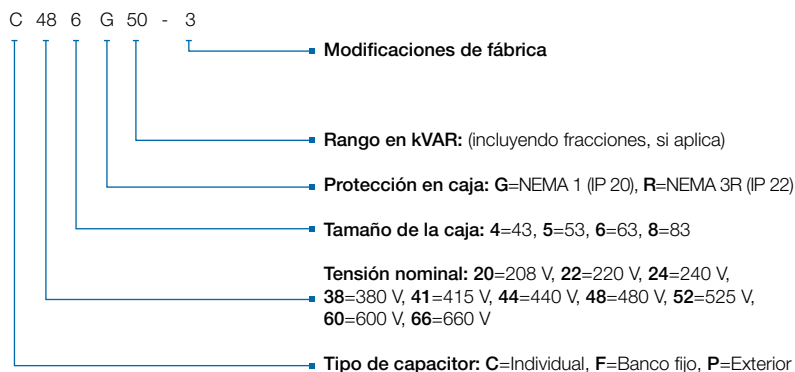 C 48 6 G 50 - 3
Modificaciones de fábrica
Rango en kVAR: (incluyendo fracciones, si aplica)
Protección en caja: G=NEMA 1 (IP 20), R=NEMA 3R (IP 22)
Tamaño de la caja: 4=43, 5=53, 6=63, 8=83
Tensión nominal: 20=208 V, 22=220 V, 24=240 V,
38=380 V, 41=415 V, 44=440 V, 48=480 V, 52=525 V,
60=600 V, 66=660 V
Tipo de capacitor: C=Individual, F=Banco fijo, P=Exterior